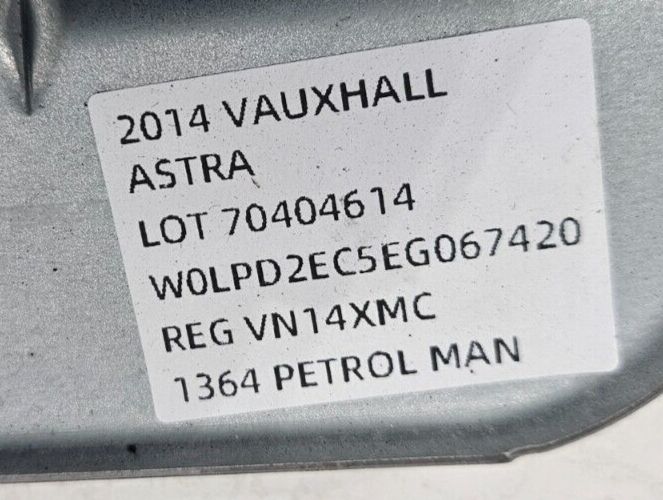 2014 VAUXHALL
ASTRA
LOT 70404614
W0LPD2EC5EG067420
REG VN14XMC
1364 PETROL MAN